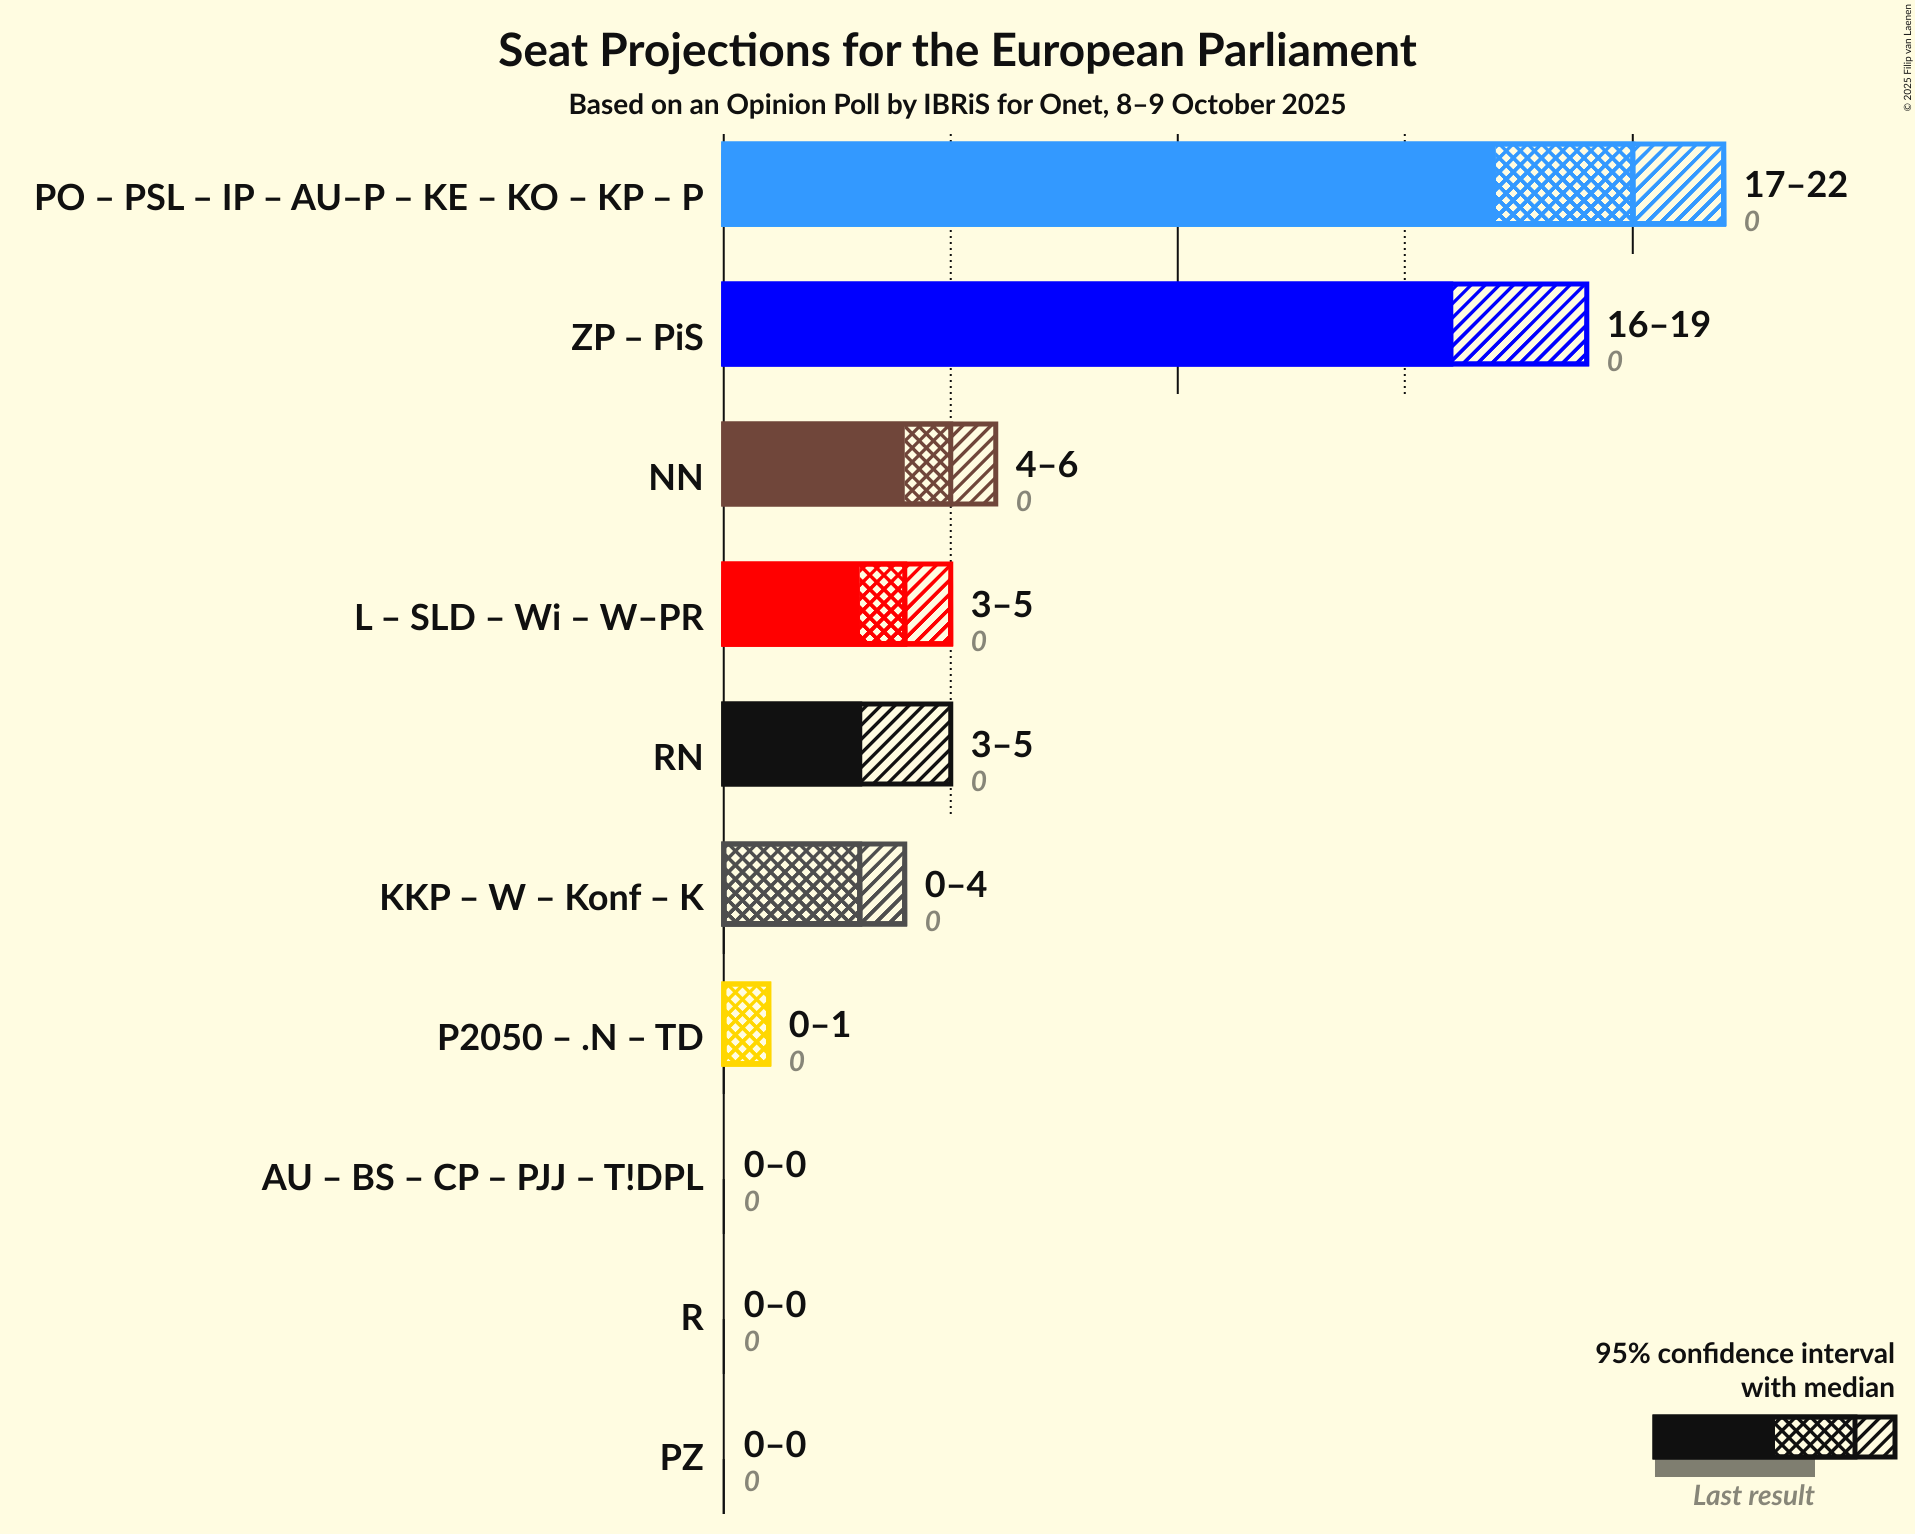 Seat Projections for the European Parliament
Based on an Opinion Poll by IBRiS for Onet, 8–9 October 2025
© 2025 Filip van Laenen
PO – PSL – IP – AU–P – KE – KO – KP – P
17–22
0
ZP – PiS
16–19
0
NN
4–6
0
L – SLD – Wi – W–PR
3–5
0
RN
3–5
0
KKP – W – Konf – K
0–4
0
P2050 – .N – TD
0–1
0
AU – BS – CP – PJJ – T!DPL
0–0
0
R
0–0
0
PZ
0–0
0
95% confidence interval
with median
Last result